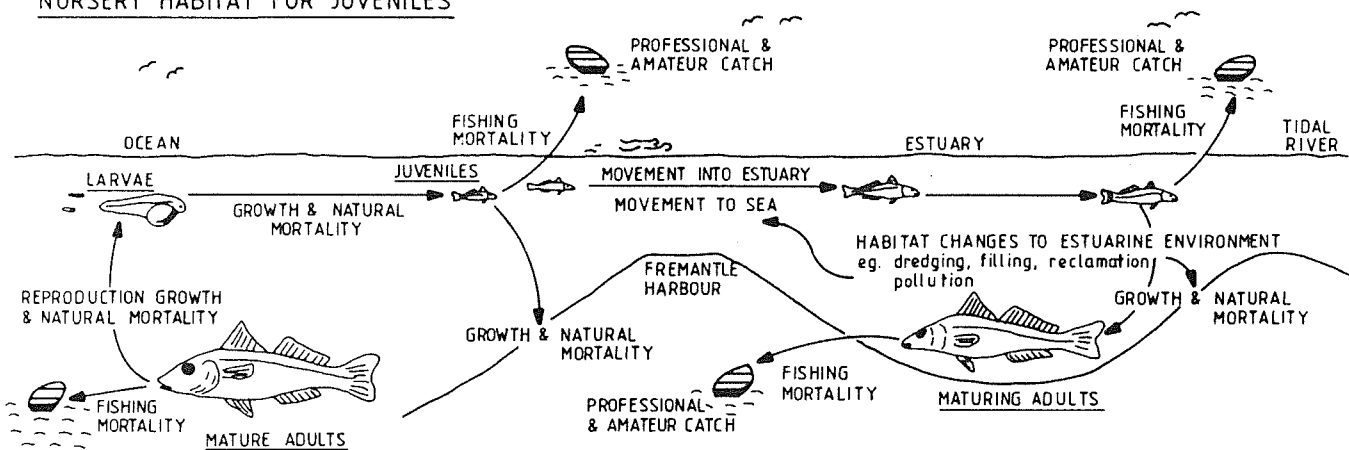 NURSERY HABITAT FOR JUVENILES
PROFESSIONAL &
AMATEUR CATCH
PROFESSIONAL &
AMATEUR CATCH
FISHING
MORTALITY
FISHING
MORTALITY
OCEAN
ESTUARY
TIDAL
RIVER
LARVAE
JUVENILES
MOVEMENT INTO ESTUARY
GROWTH & NATURAL
MORTALITY
MOVEMENT TO SEA
HABITAT CHANGES TO ESTUARINE ENVIRONMENT
eg. dredging, filling, reclamation
pollution
FREMANTLE
HARBOUR
REPRODUCTION GROWTH
& NATURAL MORTALITY
GROWTH & NATURAL
MORTALITY
GROWTH & NATURAL
MORTALITY
FISHING
MORTALITY
PROFESSIONAL
& AMATEUR CATCH
MATURING ADULTS
FISHING
MORTALITY
MATURE ADULTS